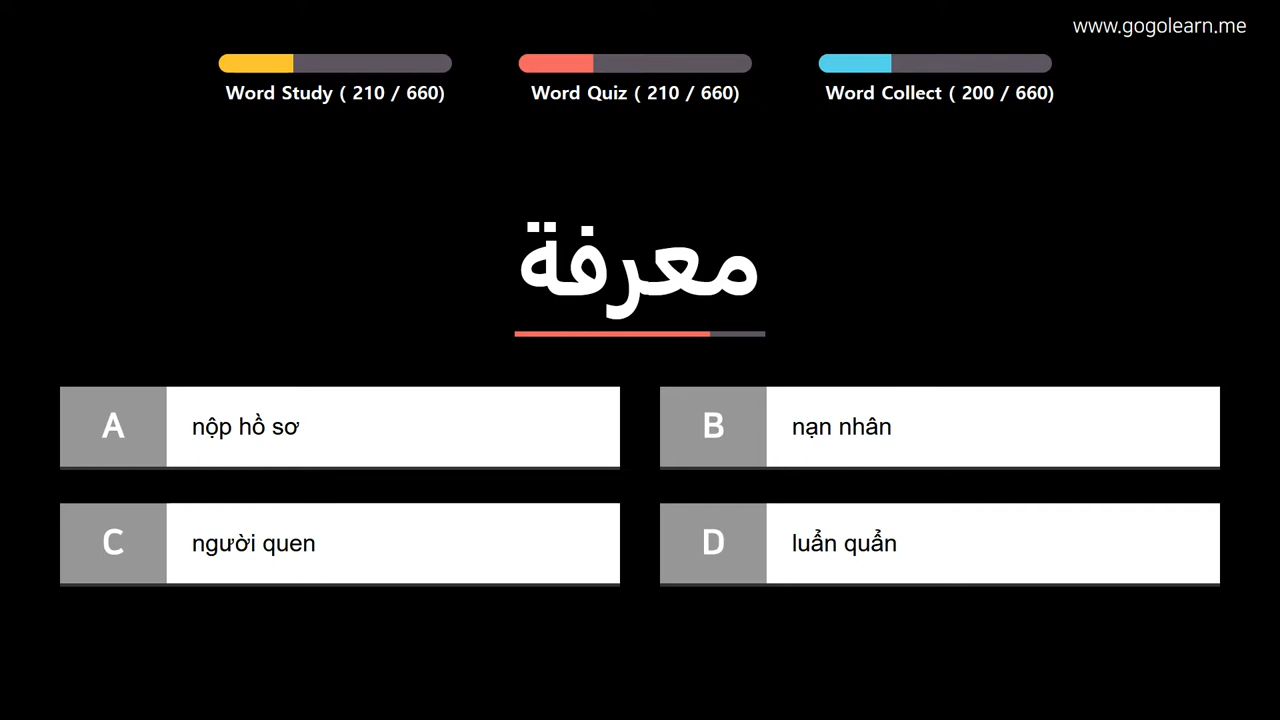 www.gogolearn.me
Word Study ( 210 / 660)
Word Quiz ( 210 / 660)
Word Collect ( 200 / 660)
معرفة
A
nộp hồ sơ
B
nạn nhân
C
người quen
D
luẩn quẩn